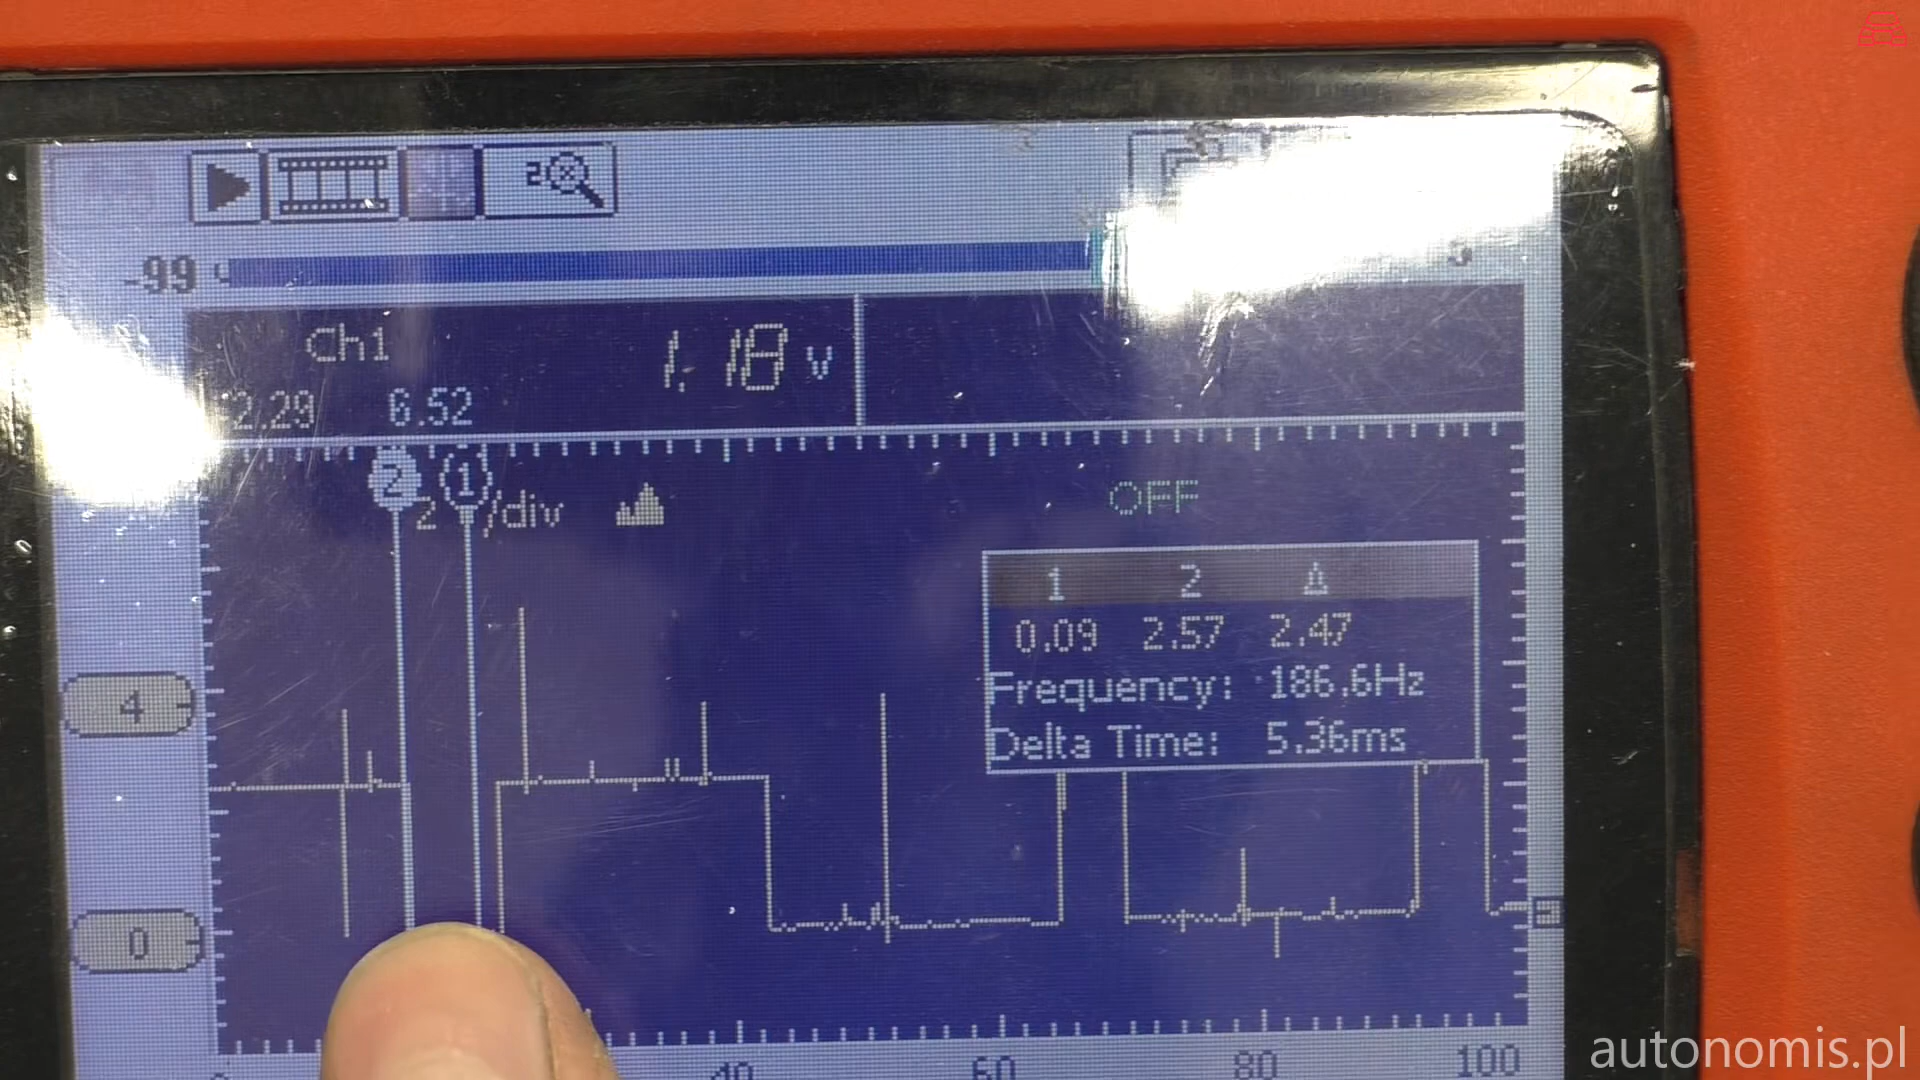 2
-99
Ch1 1.18 v
2.29 6.52
2 1
2 /div OFF
1 2 Δ
0.09 2.57 2.47
Frequency: 186.6Hz
4
Delta Time: 5.36ms
0
40 60 80 100
autonomis.pl